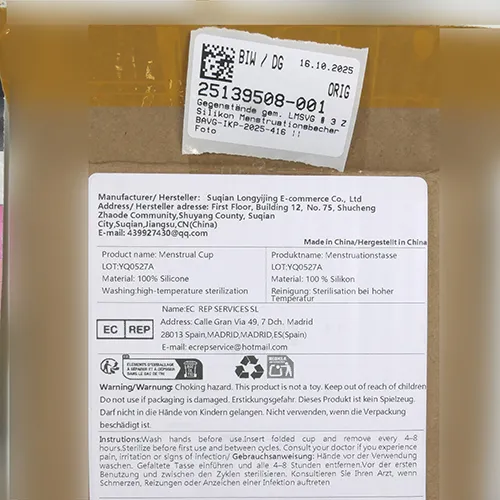 BIW / DG 16.10.2025
ORIG
25139508-001
Gegenstände gem. LMSVG # 3 Z
Silikon Menstruationsbecher
BAVG-IKP-2025-416 !!
Foto
Manufacturer/ Hersteller: Suqian Longyijing E-commerce Co., Ltd
Address/ Hersteller adresse: First Floor, Building 12, No. 75, Shucheng
Zhaode Community,Shuyang County, Suqian
City,Suqian,Jiangsu,CN(China)
E-mail: 439927430@qq.com
Made in China/Hergestellt in China
Product name: Menstrual Cup
LOT:YQ0527A
Material: 100% Silicone
Washing:high-temperature sterilization
Produktname: Menstruationstasse
LOT:YQ0527A
Material: 100% Silikon
Reinigung: Sterilisation bei hoher
Temperatur
EC REP
Name:EC REP SERVICES SL
Address: Calle Gran Via 49, 7 Dch. Madrid
28013 Spain,MADRID,MADRID,ES(Spain)
E-mail: ecrepservice@hotmail.com
FR
ÉLÉMENTS D'EMBALLAGE
À SÉPARER ET À DÉPOSER
DANS LE BAC DE TRI
Warning/Warnung: Choking hazard. This product is not a toy. Keep out of reach of children
Do not use if packaging is damaged. Erstickungsgefahr: Dieses Produkt ist kein Spielzeug.
Darf nicht in die Hände von Kindern gelangen. Nicht verwenden, wenn die Verpackung
beschädigt ist.
Instrutions:Wash hands before use.Insert folded cup and remove every 4–8
hours.Sterilize before first use and between cycles. Consult your doctor if you experience
pain, irritation or signs of infection!/ Gebrauchsanweisung: Hände vor der Verwendung
waschen. Gefaltete Tasse einführen und alle 4–8 Stunden entfernen.Vor der ersten
Benutzung und zwischen den Zyklen sterilisieren. Konsultieren Sie Ihren Arzt, wenn
Schmerzen, Reizungen oder Anzeichen einer Infektion auftreten